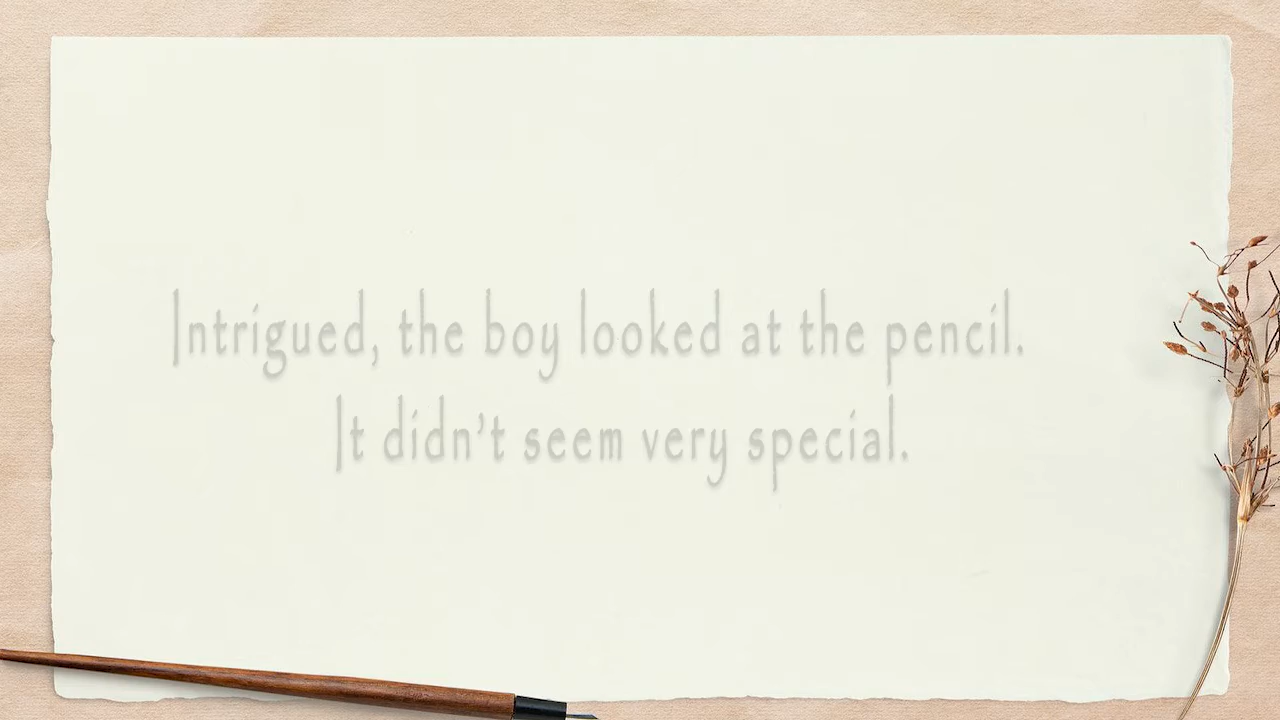 Intrigued, the boy looked at the pencil.
It didn’t seem very special.